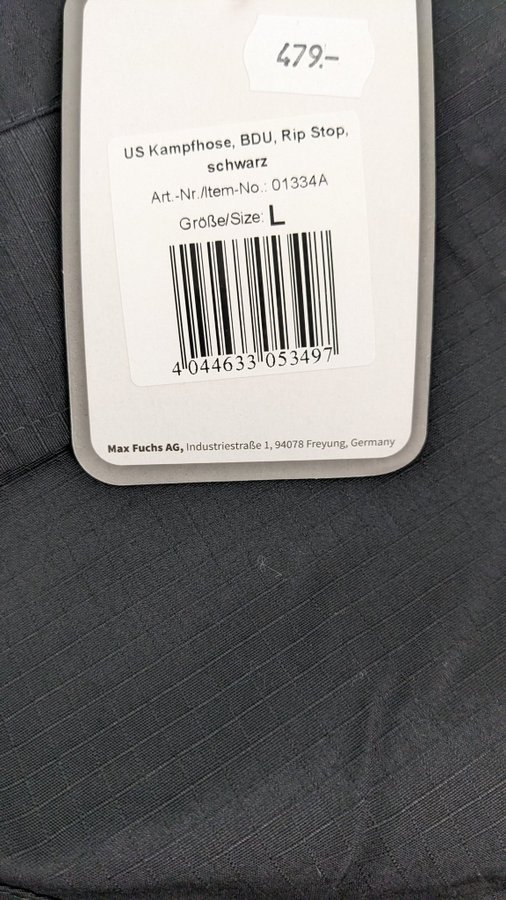 479.-
US Kampfhose, BDU, Rip Stop,
schwarz
Art.-Nr./Item-No.: 01334A
Größe/Size: L
4 044633 053497
Max Fuchs AG, Industriestraße 1, 94078 Freyung, Germany